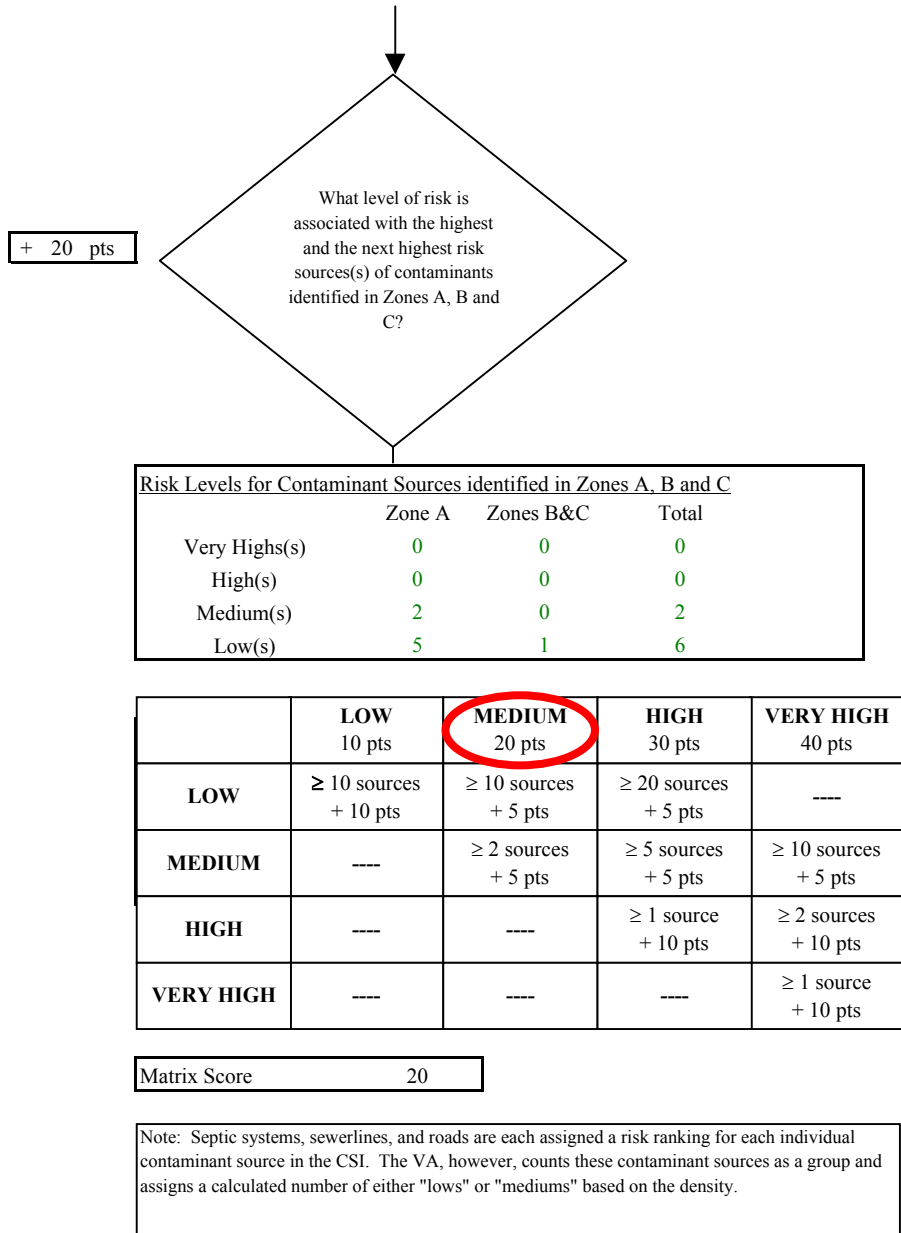 What level of risk is
associated with the highest
and the next highest risk
sources(s) of contaminants
identified in Zones A, B and
C?
+ 20 pts
Risk Levels for Contaminant Sources identified in Zones A, B and C
Zone A Zones B&C Total
Very Highs(s) 0 0 0
High(s) 0 0 0
Medium(s) 2 0 2
Low(s) 5 1 6
LOW MEDIUM HIGH VERY HIGH
10 pts 20 pts 30 pts 40 pts
LOW ≥ 10 sources ≥ 10 sources ≥ 20 sources ----
+ 10 pts + 5 pts + 5 pts
MEDIUM ---- ≥ 2 sources ≥ 5 sources ≥ 10 sources
+ 5 pts + 5 pts + 5 pts
HIGH ---- ---- ≥ 1 source ≥ 2 sources
+ 10 pts + 10 pts
VERY HIGH ---- ---- ---- ≥ 1 source
+ 10 pts
Matrix Score 20
Note: Septic systems, sewerlines, and roads are each assigned a risk ranking for each individual
contaminant source in the CSI. The VA, however, counts these contaminant sources as a group and
assigns a calculated number of either "lows" or "mediums" based on the density.